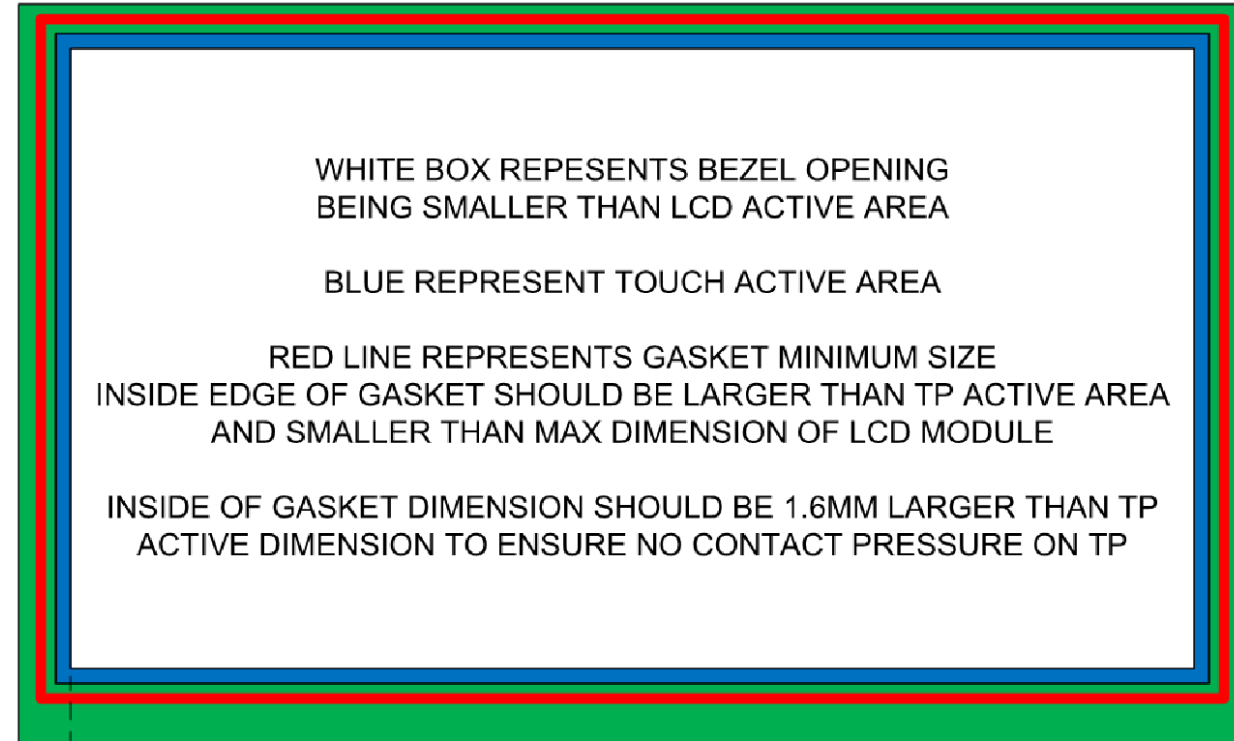 WHITE BOX REPESENTS BEZEL OPENING
BEING SMALLER THAN LCD ACTIVE AREA
BLUE REPRESENT TOUCH ACTIVE AREA
RED LINE REPRESENTS GASKET MINIMUM SIZE
INSIDE EDGE OF GASKET SHOULD BE LARGER THAN TP ACTIVE AREA
AND SMALLER THAN MAX DIMENSION OF LCD MODULE
INSIDE OF GASKET DIMENSION SHOULD BE 1.6MM LARGER THAN TP
ACTIVE DIMENSION TO ENSURE NO CONTACT PRESSURE ON TP